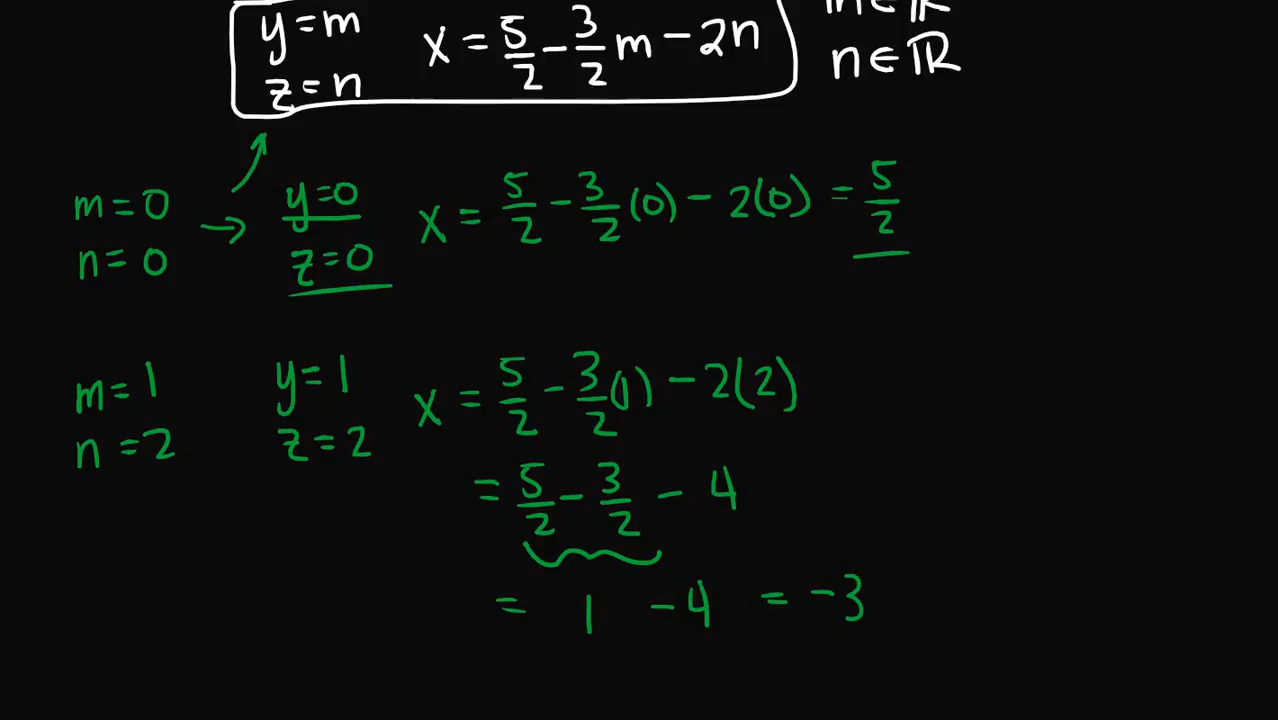 y=m
z=n
x = 5/2 - 3/2 m - 2n
m∈ℝ
n∈ℝ
m=0
n=0
→
y=0
z=0
x = 5/2 - 3/2 (0) - 2(0) = 5/2
m=1
n=2
y=1
z=2
x = 5/2 - 3/2 (1) - 2(2)
= 5/2 - 3/2 - 4
= 1 - 4 = -3